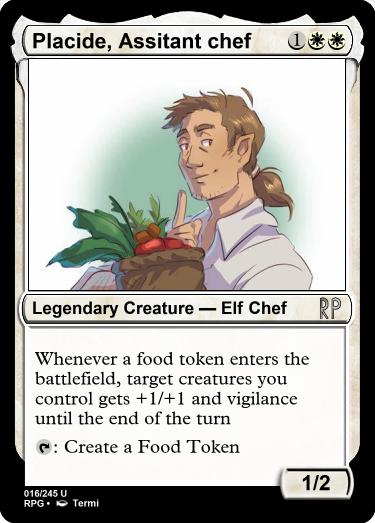 Placide, Assitant chef 1
Legendary Creature — Elf Chef RP
Whenever a food token enters the
battlefield, target creatures you
control gets +1/+1 and vigilance
until the end of the turn
: Create a Food Token
1/2
016/245 U
RPG • Termi